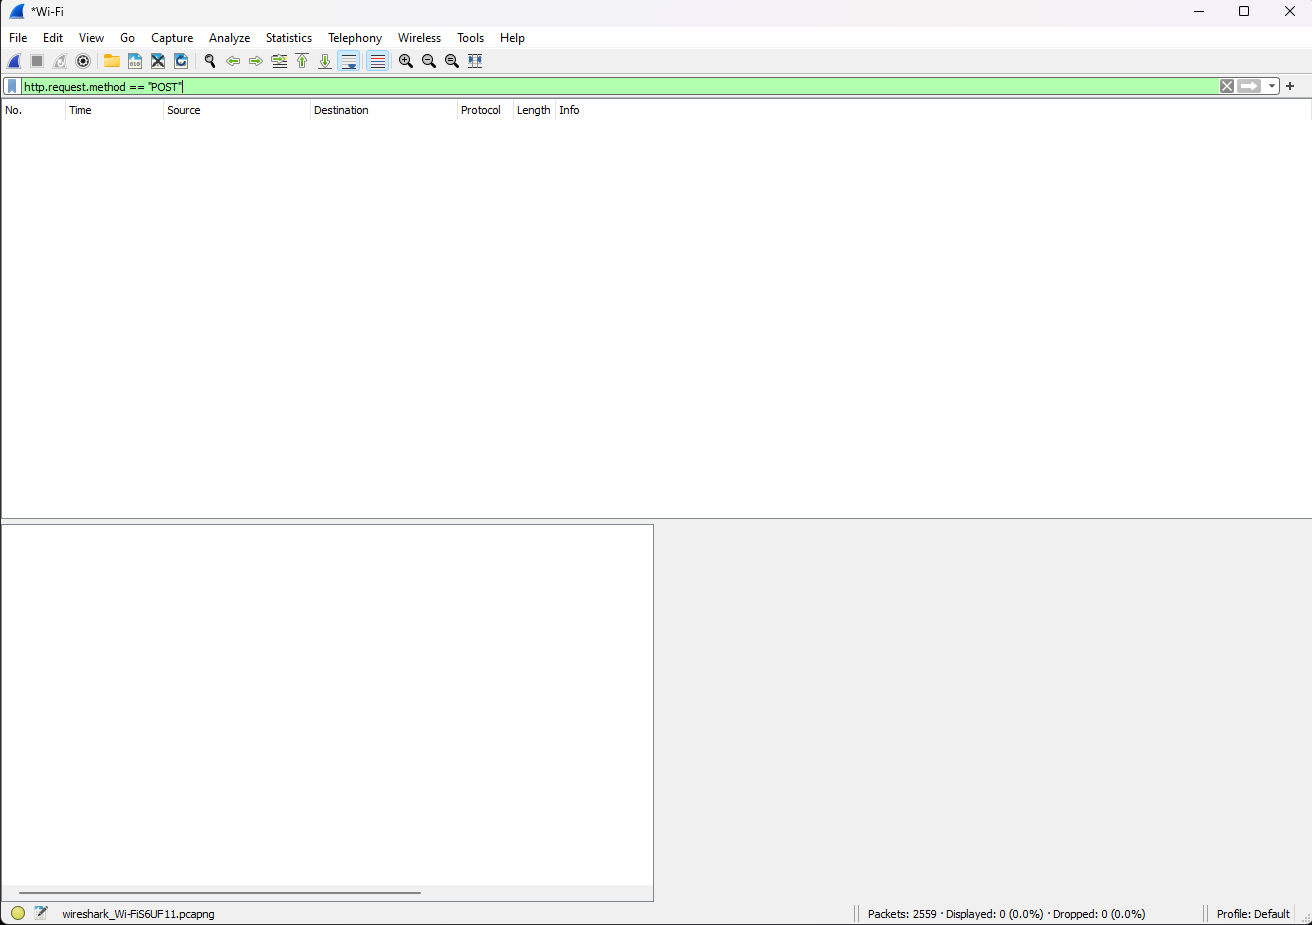 *Wi-Fi
File Edit View Go Capture Analyze Statistics Telephony Wireless Tools Help
http.request.method == "POST"
No. Time Source Destination Protocol Length Info
wireshark_Wi-FiS6UF11.pcapng Packets: 2559 · Displayed: 0 (0.0%) · Dropped: 0 (0.0%) Profile: Default